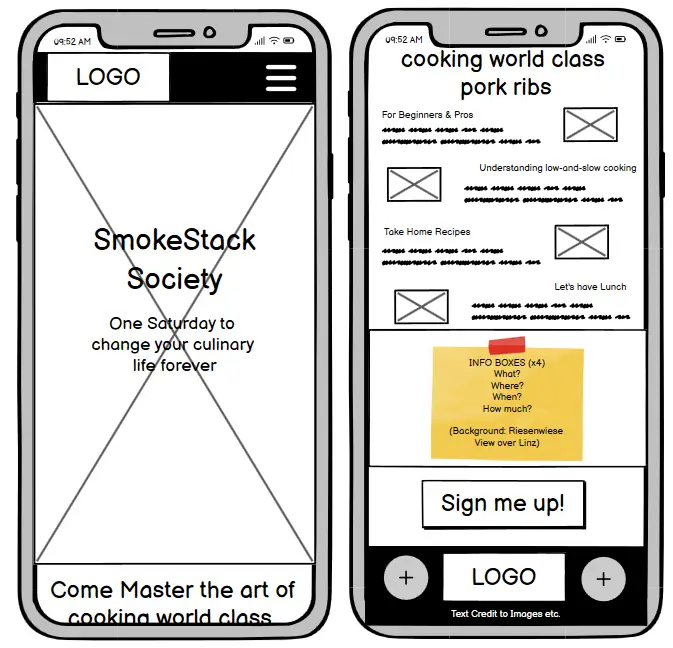 09:52 AM
LOGO
SmokeStack
Society
One Saturday to
change your culinary
life forever
Come Master the art of
cooking world class
09:52 AM
cooking world class
pork ribs
For Beginners & Pros
Understanding low-and-slow cooking
Take Home Recipes
Let's have Lunch
INFO BOXES (x4)
What?
Where?
When?
How much?
(Background: Riesenwiese
View over Linz)
Sign me up!
+
LOGO
+
Text Credit to Images etc.